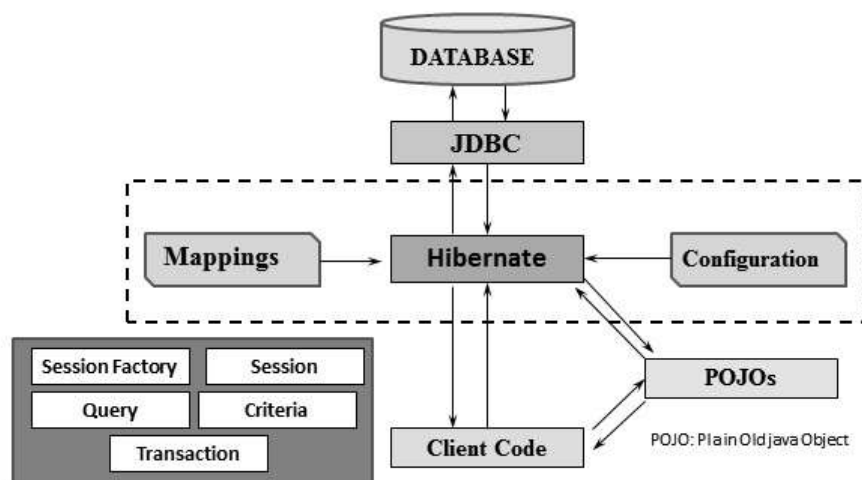 DATABASE
JDBC
Mappings
Hibernate
Configuration
Session Factory
Session
Query
Criteria
Transaction
POJOs
Client Code
POJO: Plain Old java Object